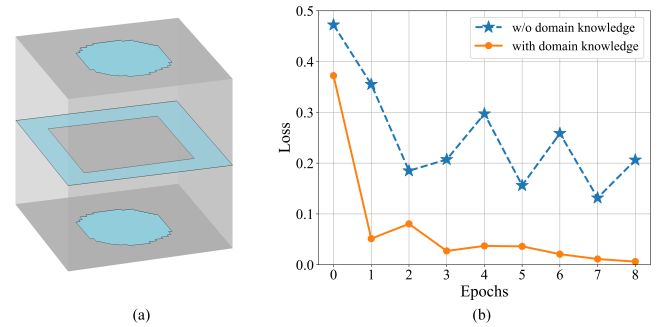 0.5
0.4
0.3
0.2
0.1
0.0
Loss
w/o domain knowledge
with domain knowledge
0 1 2 3 4 5 6 7 8
Epochs
(a)
(b)